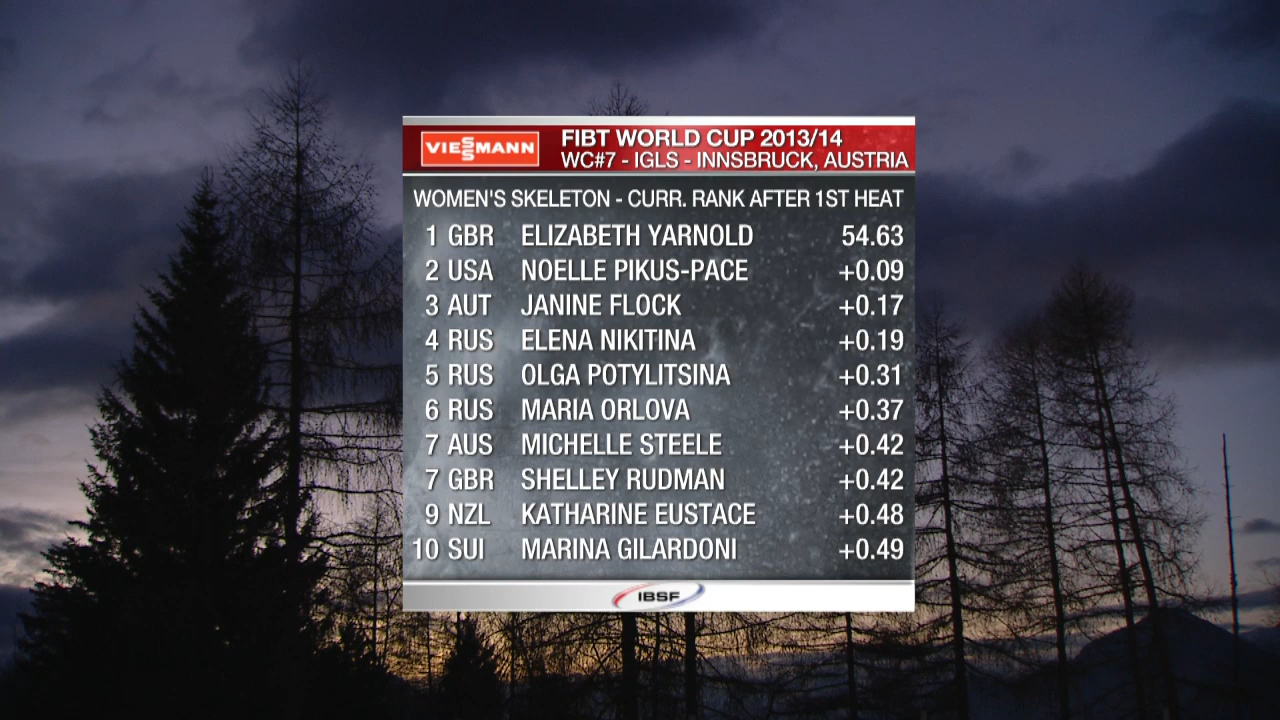 VIESSMANN
FIBT WORLD CUP 2013/14
WC#7 - IGLS - INNSBRUCK, AUSTRIA
WOMEN'S SKELETON - CURR. RANK AFTER 1ST HEAT
1 GBR ELIZABETH YARNOLD 54.63
2 USA NOELLE PIKUS-PACE +0.09
3 AUT JANINE FLOCK +0.17
4 RUS ELENA NIKITINA +0.19
5 RUS OLGA POTYLITSINA +0.31
6 RUS MARIA ORLOVA +0.37
7 AUS MICHELLE STEELE +0.42
7 GBR SHELLEY RUDMAN +0.42
9 NZL KATHARINE EUSTACE +0.48
10 SUI MARINA GILARDONI +0.49
IBSF